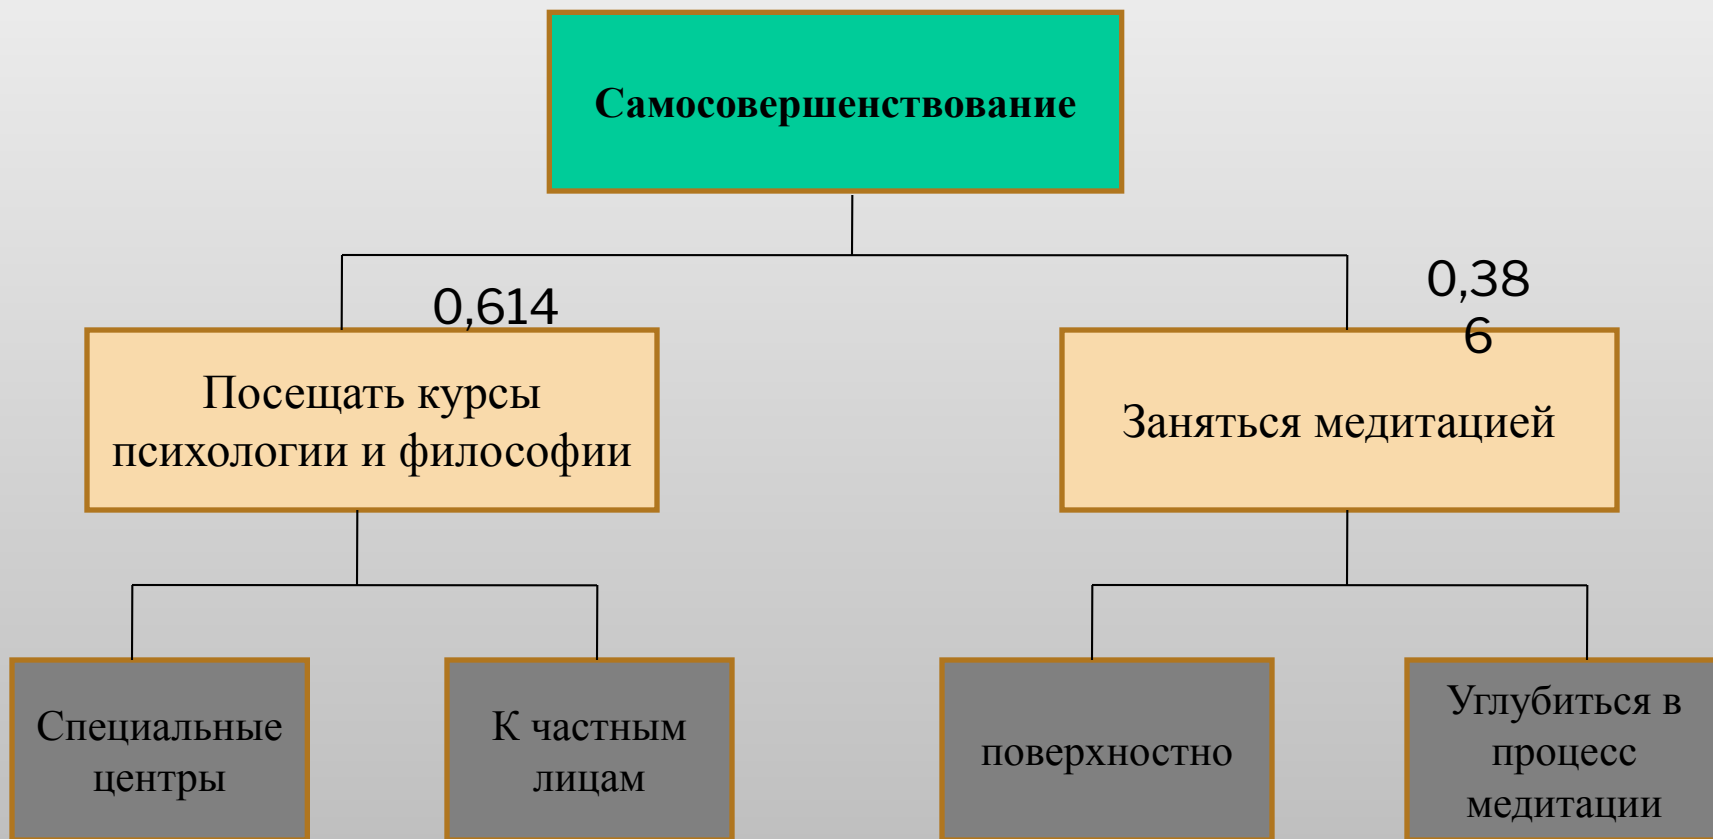 Самосовершенствование
0,614
0,38
6
Посещать курсы
психологии и философии
Заняться медитацией
Специальные
центры
К частным
лицам
поверхностно
Углубиться в
процесс
медитации